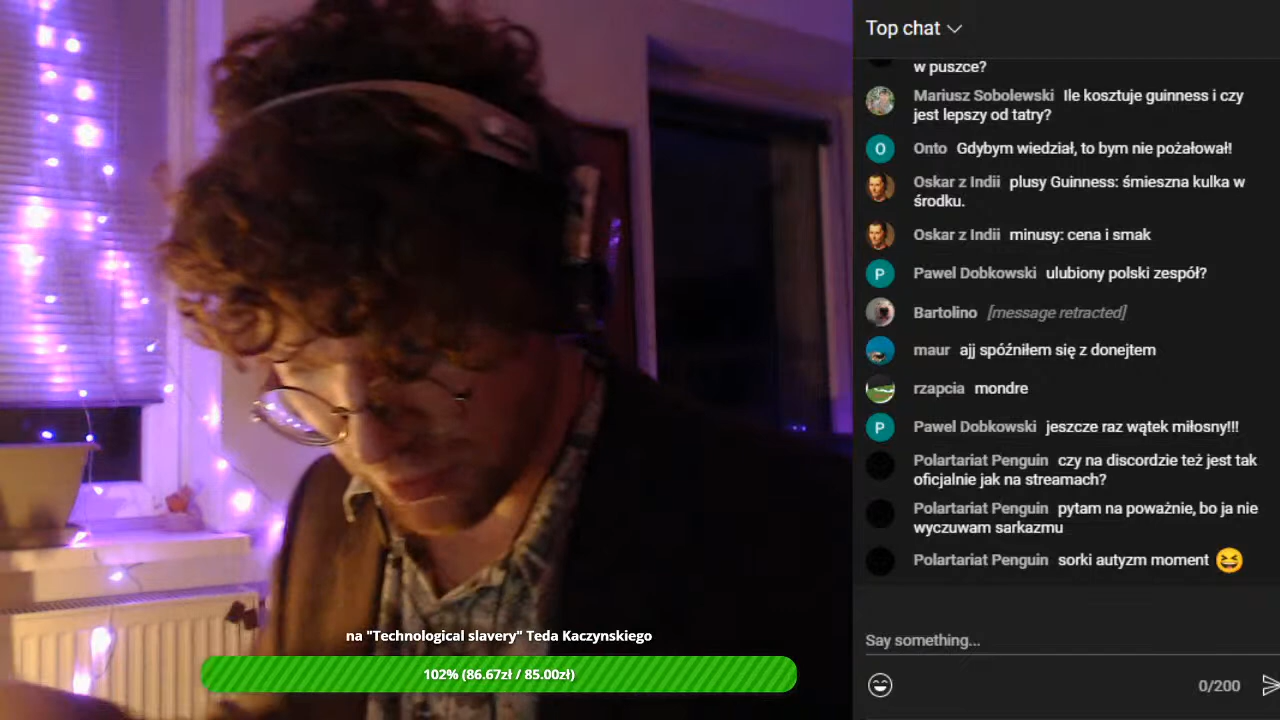 Top chat
w puszce?
Mariusz Sobolewski Ile kosztuje guinness i czy
jest lepszy od tatry?
O
Onto Gdybym wiedział, to bym nie pożałował!
Oskar z Indii plusy Guinness: śmieszna kulka w
środku.
Oskar z Indii minusy: cena i smak
P
Pawel Dobkowski ulubiony polski zespół?
Bartolino [message retracted]
maur ajj spóźniłem się z donejtem
rzapcia mondre
P
Pawel Dobkowski jeszcze raz wątek miłosny!!!
Polartariat Penguin czy na discordzie też jest tak
oficjalnie jak na streamach?
Polartariat Penguin pytam na poważnie, bo ja nie
wyczuwam sarkazmu
Polartariat Penguin sorki autyzm moment 😆
na "Technological slavery" Teda Kaczynskiego
102% (86.67zł / 85.00zł)
Say something...
0/200